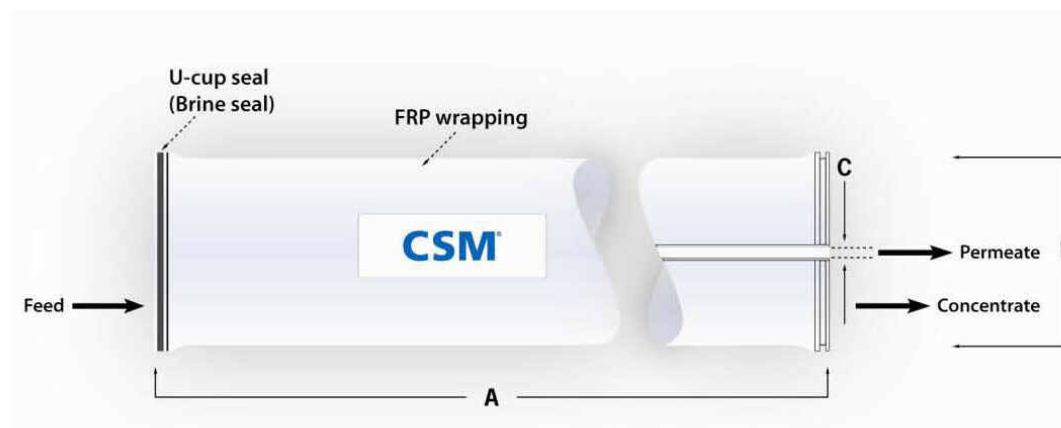 U-cup seal
(Brine seal)
FRP wrapping
C
CSM®
Permeate
Feed
Concentrate
A